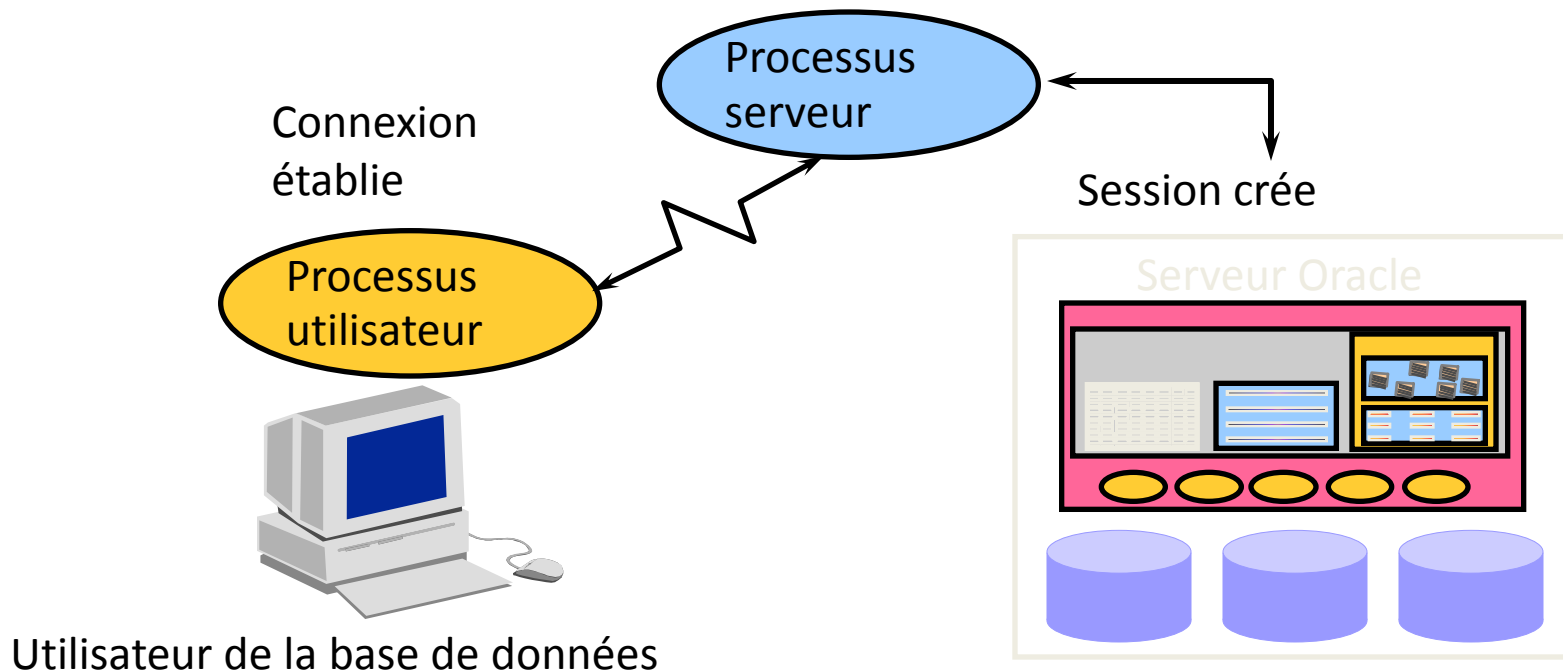 Processus
serveur
Connexion
établie
Session crée
Processus
utilisateur
Serveur Oracle
Utilisateur de la base de données